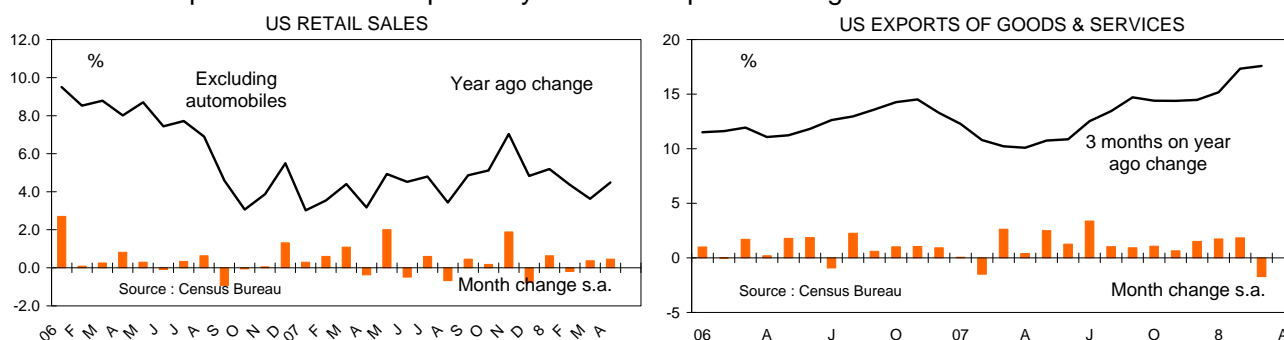 US RETAIL SALES
12.0
10.0
8.0
6.0
4.0
2.0
0.0
-2.0
%
Excluding
automobiles
Year ago change
Source : Census Bureau
Month change s.a.
06 F M A M J J A S O N D 07 F M A M J J A S O N D 8 F M A
US EXPORTS OF GOODS & SERVICES
20
15
10
5
0
-5
%
3 months on year
ago change
Source : Census Bureau
Month change s.a.
06 A J O 07 A J O 8 A